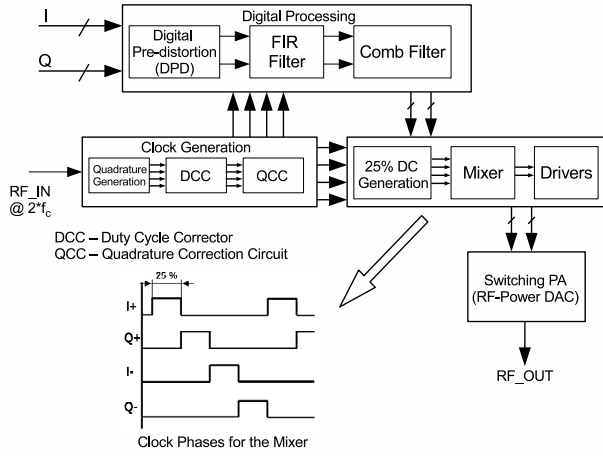 I
Q
Digital Processing
Digital
Pre-distortion
(DPD)
FIR
Filter
Comb Filter
Clock Generation
Quadrature
Generation
DCC
QCC
RF_IN
@ 2*fc
25% DC
Generation
Mixer
Drivers
DCC – Duty Cycle Corrector
QCC – Quadrature Correction Circuit
Switching PA
(RF-Power DAC)
RF_OUT
25 %
I+
Q+
I-
Q-
Clock Phases for the Mixer